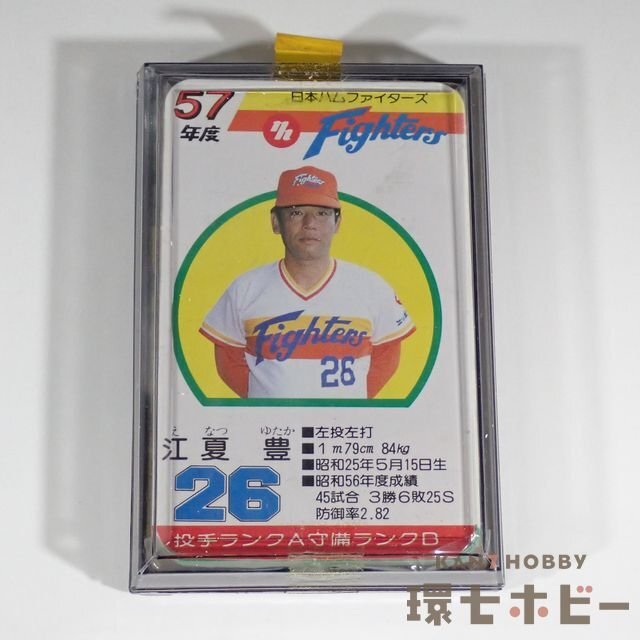 57
年度
日本ハムファイターズ
nh
Fighters
Fighters
Fighters
26
え なつ ゆたか
江夏 豊
26
■左投左打
■1m79cm 84kg
■昭和25年5月15日生
■昭和56年度成績
45試合 3勝6敗25S
防御率2.82
投手ランクA守備ランクB
HOBBY
環七ホビー